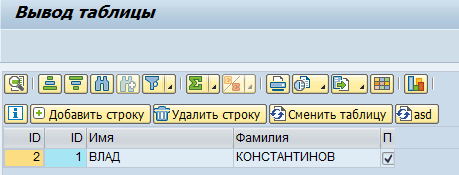 Вывод таблицы
Добавить строку Удалить строку Сменить таблицу asd
ID ID Имя Фамилия П
2 1 ВЛАД КОНСТАНТИНОВ